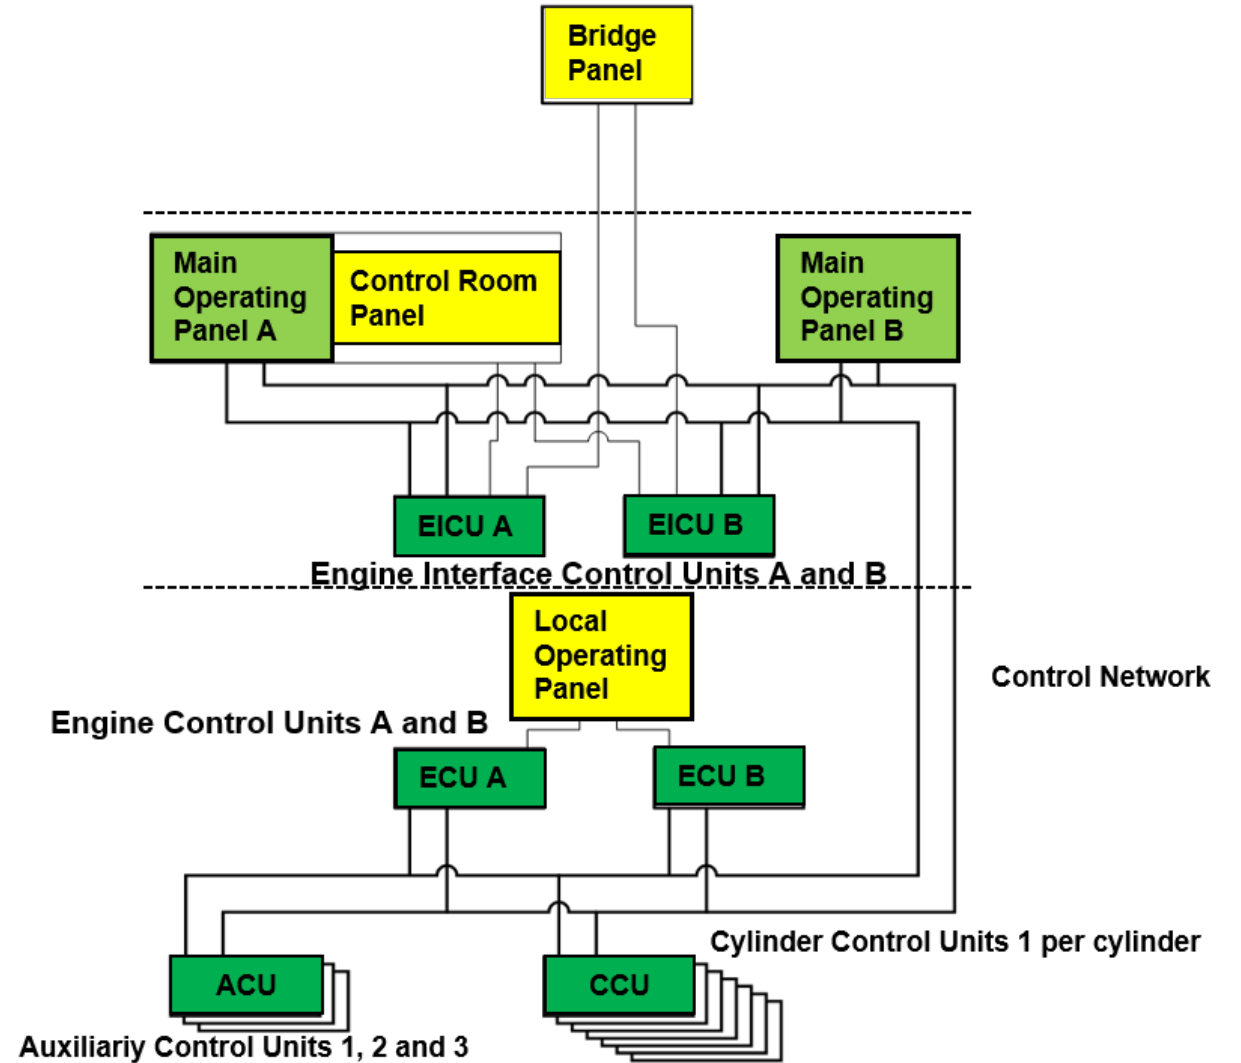 Bridge
Panel
Main
Operating
Panel A
Control Room
Panel
Main
Operating
Panel B
EICU A
EICU B
Engine Interface Control Units A and B
Local
Operating
Panel
Control Network
Engine Control Units A and B
ECU A
ECU B
Cylinder Control Units 1 per cylinder
ACU
CCU
Auxiliariy Control Units 1, 2 and 3